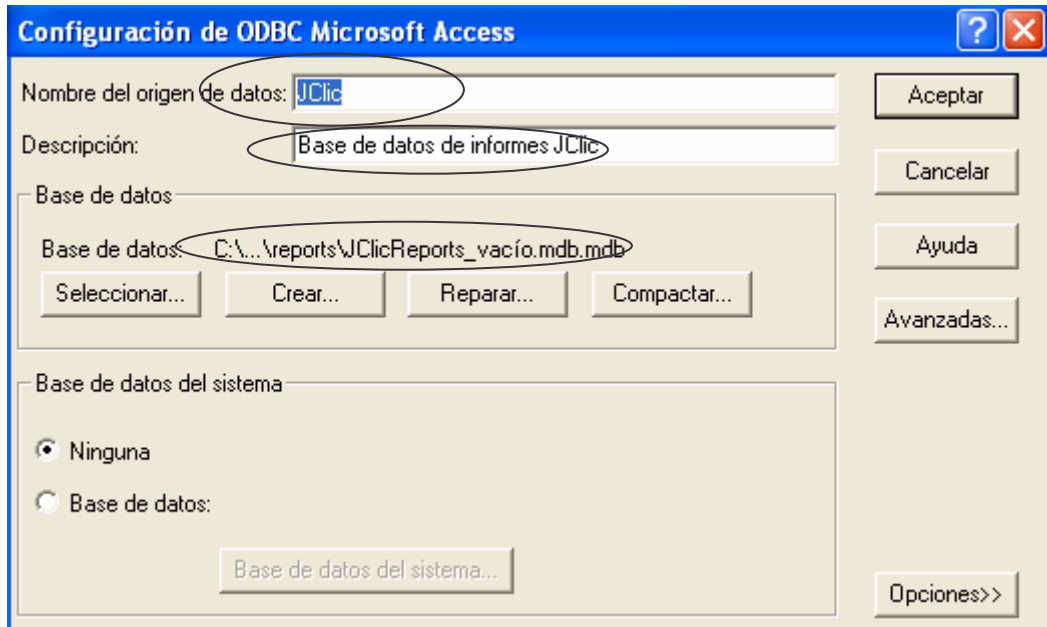 Configuración de ODBC Microsoft Access
Nombre del origen de datos: JClic
Aceptar
Descripción: Base de datos de informes JClic
Cancelar
Base de datos
Base de datos: C:\...\reports\JClicReports_vacío.mdb.mdb
Ayuda
Seleccionar... Crear... Reparar... Compactar...
Avanzadas...
Base de datos del sistema
Ninguna
Base de datos:
Base de datos del sistema...
Opciones>>